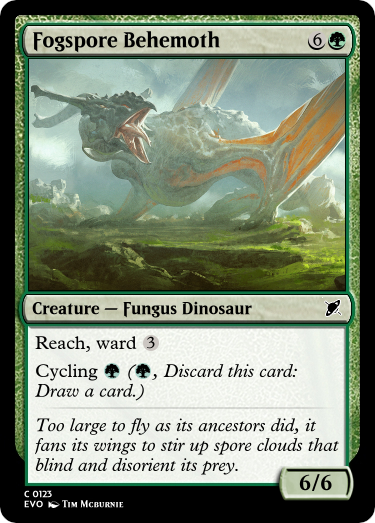 Fogspore Behemoth 6
Creature — Fungus Dinosaur
Reach, ward 3
Cycling (, Discard this card:
Draw a card.)
Too large to fly as its ancestors did, it
fans its wings to stir up spore clouds that
blind and disorient its prey.
6/6
C 0123
EVO Tim Mcburnie